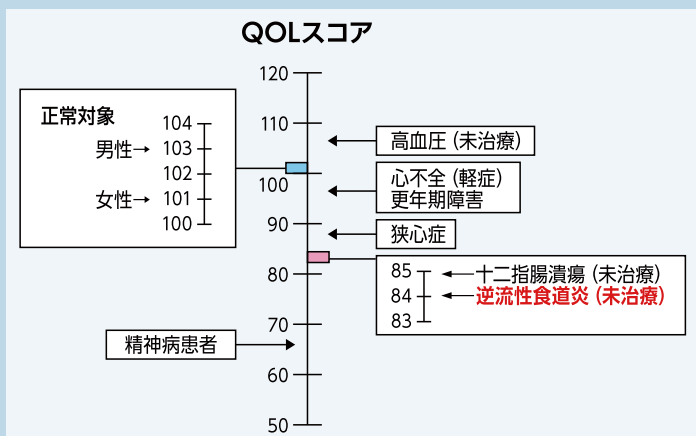 QOLスコア
120
110
100
90
80
70
60
50
正常対象
104
男性
103
102
女性
101
100
高血圧（未治療）
心不全（軽症）
更年期障害
狭心症
85
十二指腸潰瘍（未治療）
84
逆流性食道炎（未治療）
83
精神病患者